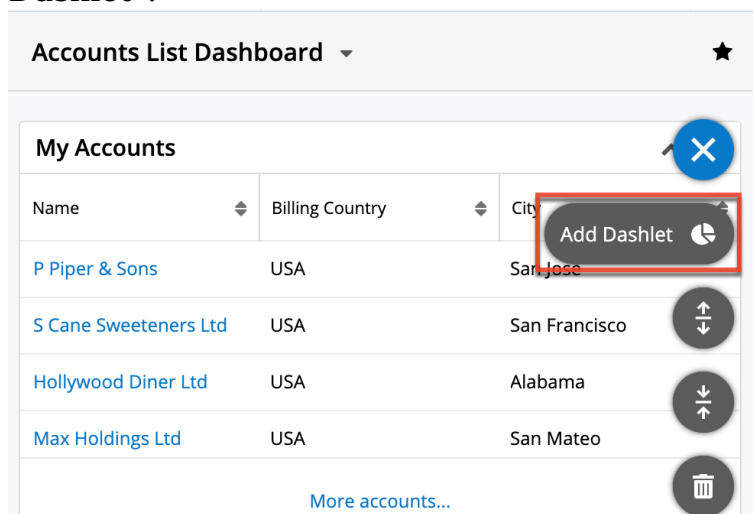 Accounts List Dashboard
My Accounts
Name Billing Country City
Add Dashlet
P Piper & Sons USA San Jose
S Cane Sweeteners Ltd USA San Francisco
Hollywood Diner Ltd USA Alabama
Max Holdings Ltd USA San Mateo
More accounts...